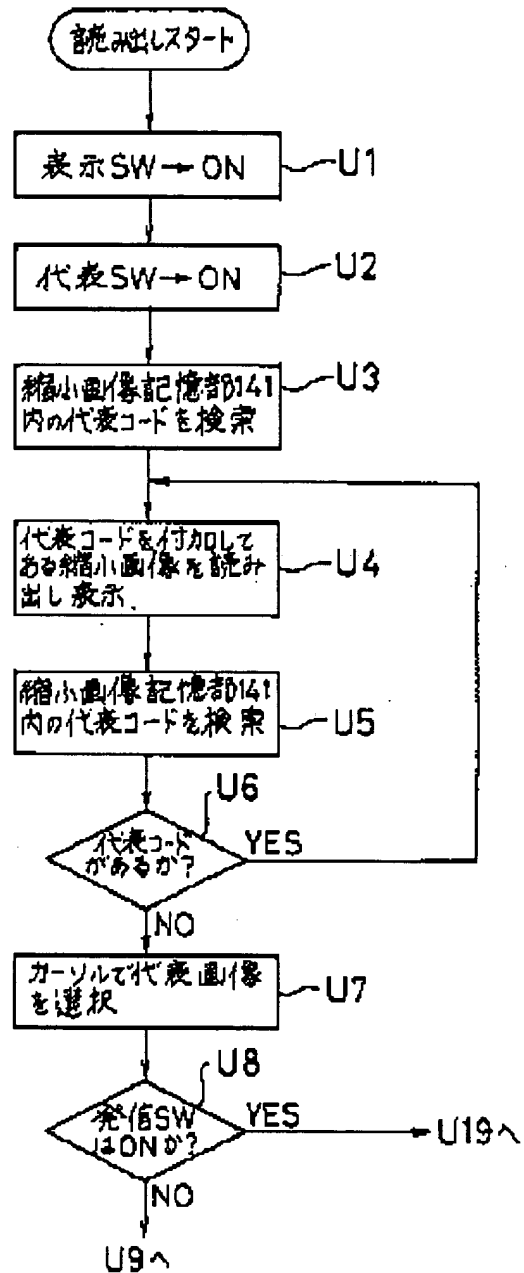 読み出しスタート
表示SW→ON
U1
代表SW→ON
U2
縮小画像記憶部141
内の代表コードを検索
U3
代表コードを付加して
ある縮小画像を読み
出し表示.
U4
縮小画像記憶部141
内の代表コードを検索
U5
U6
代表コード
があるか?
YES
NO
カーソルで代表画像
を選択
U7
U8
発信SW
はONか?
YES
U19へ
NO
U9へ